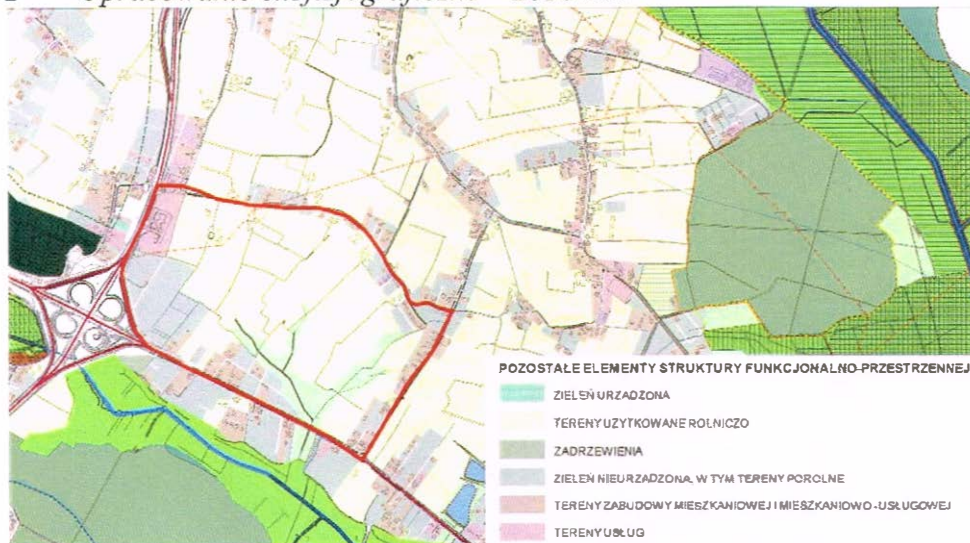 POZOSTAŁE ELEMENTY STRUKTURY FUNKCJONALNO-PRZESTRZENNEJ
ZIELEŃ URZĄDZONA
TERENY UŻYTKOWANE ROLNICZO
ZADRZEWIENIA
ZIELEŃ NIEURZĄDZONA, W TYM TERENY POROLNE
TERENY ZABUDOWY MIESZKANIOWEJ I MIESZKANIOWO-USŁUGOWEJ
TERENY USŁUG